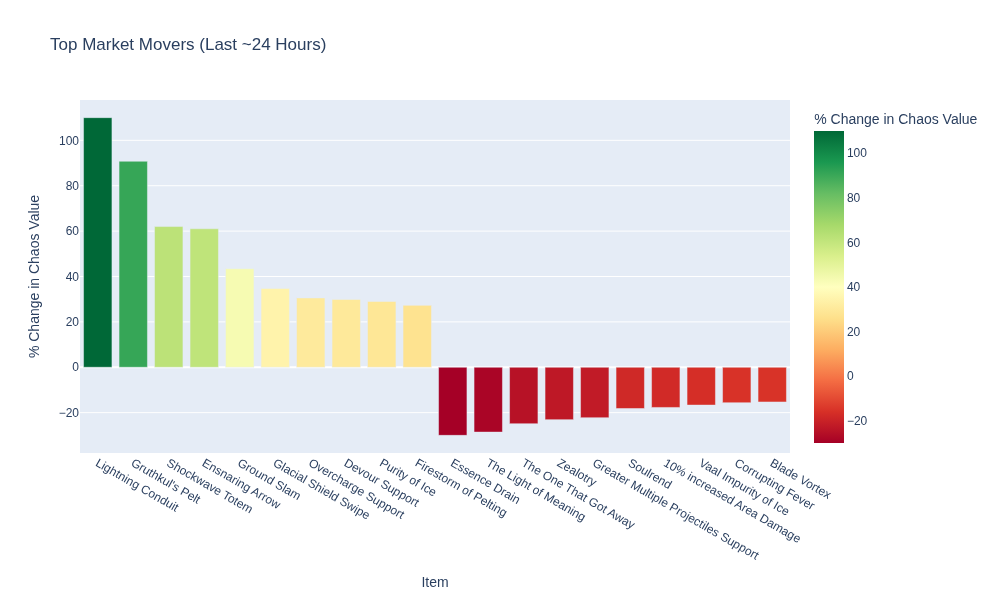 Top Market Movers (Last ~24 Hours)
% Change in Chaos Value
100
80
60
40
20
0
−20
Lightning Conduit
Gruthkul's Pelt
Shockwave Totem
Ensnaring Arrow
Ground Slam
Glacial Shield Swipe
Overcharge Support
Devour Support
Purity of Ice
Firestorm of Pelting
Essence Drain
The Light of Meaning
The One That Got Away
Zealotry
Greater Multiple Projectiles Support
Soulrend
10% increased Area Damage
Vaal Impurity of Ice
Corrupting Fever
Blade Vortex
Item
% Change in Chaos Value
100
80
60
40
20
0
−20